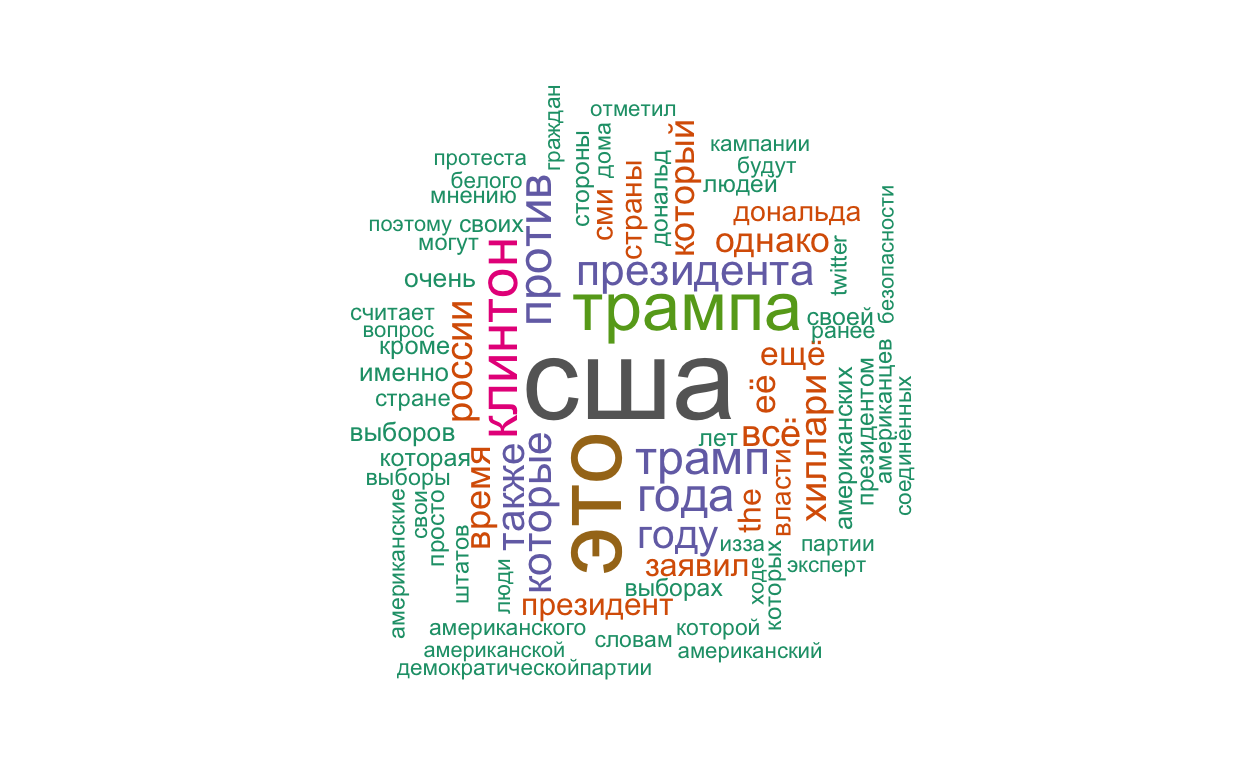 отметил
граждан
дома
который
стороны
кампании
протеста
дональд
будут
страны
белого
людей
мнению
сми
против
дональда
безопасности
поэтому
своих
однако
могут
twitter
президента
очень
клинтон
трампа
считает
своей
вопрос
ранее
россии
кроме
ещё
именно
сша
её
стране
хиллари
американских
президентом
американцев
соединённых
выборов
всё
лет
которая
трамп
это
выборы
также
время
которые
года
the
власти
свои
просто
американские
году
штатов
изза
партии
заявил
эксперт
люди
выборах
ходе
которых
президент
американского
словам
которой
американской
американский
демократическойпартии